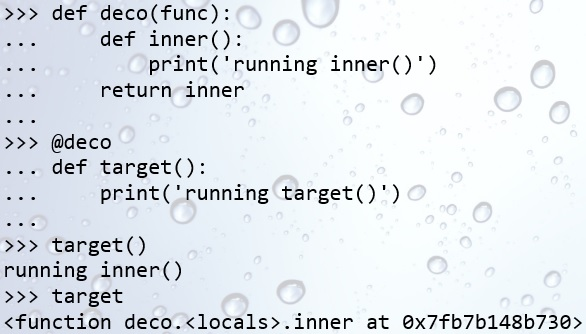 >>> def deco(func):
...     def inner():
...         print('running inner()')
...     return inner
...
>>> @deco
... def target():
...     print('running target()')
...
>>> target()
running inner()
>>> target
<function deco.<locals>.inner at 0x7fb7b148b730>